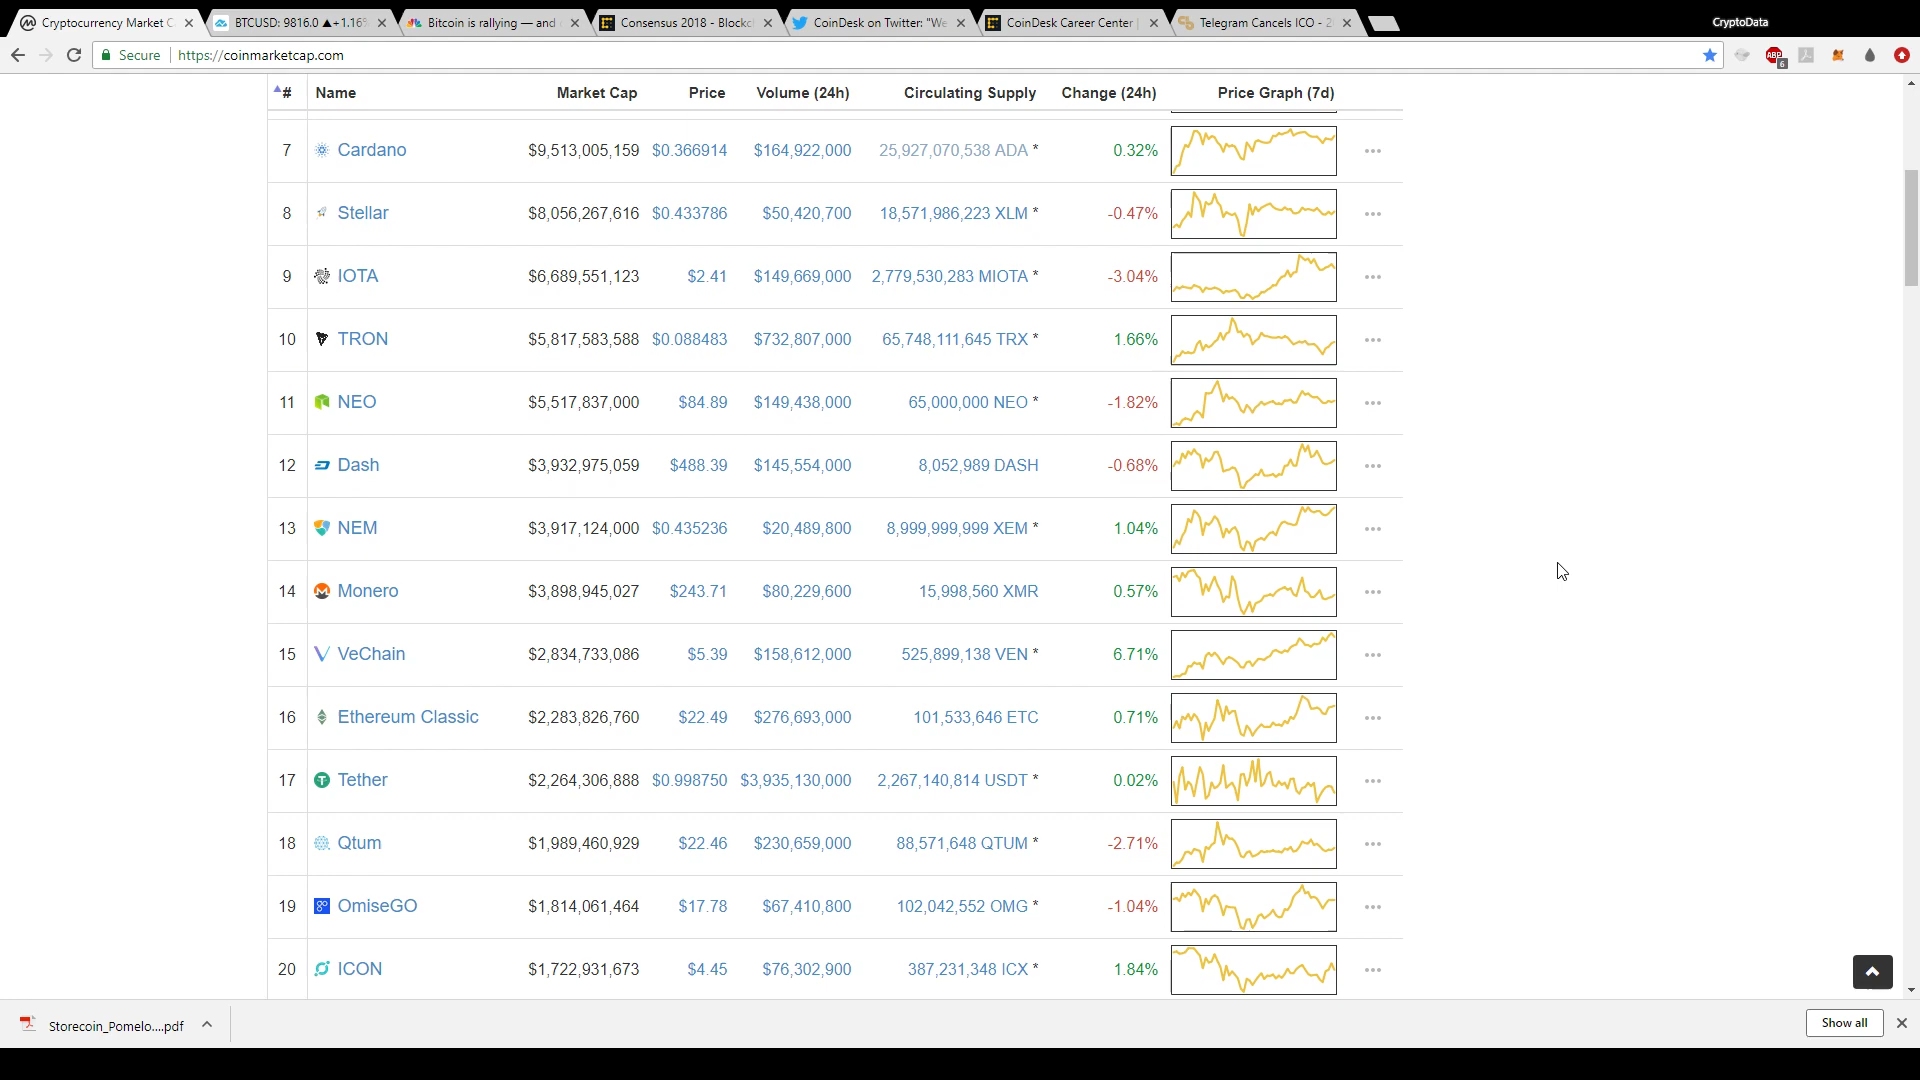 Cryptocurrency Market C
BTCUSD: 9816.0 ▲+1.16
Bitcoin is rallying — and
Consensus 2018 - Blockc
CoinDesk on Twitter: "We
CoinDesk Career Center
Telegram Cancels ICO - 2
CryptoData
Secure https://coinmarketcap.com
ABP 6
# Name Market Cap Price Volume (24h) Circulating Supply Change (24h) Price Graph (7d)
7 Cardano $9,513,005,159 $0.366914 $164,922,000 25,927,070,538 ADA * 0.32%
8 Stellar $8,056,267,616 $0.433786 $50,420,700 18,571,986,223 XLM * -0.47%
9 IOTA $6,689,551,123 $2.41 $149,669,000 2,779,530,283 MIOTA * -3.04%
10 TRON $5,817,583,588 $0.088483 $732,807,000 65,748,111,645 TRX * 1.66%
11 NEO $5,517,837,000 $84.89 $149,438,000 65,000,000 NEO * -1.82%
12 Dash $3,932,975,059 $488.39 $145,554,000 8,052,989 DASH -0.68%
13 NEM $3,917,124,000 $0.435236 $20,489,800 8,999,999,999 XEM * 1.04%
14 Monero $3,898,945,027 $243.71 $80,229,600 15,998,560 XMR 0.57%
15 VeChain $2,834,733,086 $5.39 $158,612,000 525,899,138 VEN * 6.71%
16 Ethereum Classic $2,283,826,760 $22.49 $276,693,000 101,533,646 ETC 0.71%
17 Tether $2,264,306,888 $0.998750 $3,935,130,000 2,267,140,814 USDT * 0.02%
18 Qtum $1,989,460,929 $22.46 $230,659,000 88,571,648 QTUM * -2.71%
19 OmiseGO $1,814,061,464 $17.78 $67,410,800 102,042,552 OMG * -1.04%
20 ICON $1,722,931,673 $4.45 $76,302,900 387,231,348 ICX * 1.84%
Storecoin_Pomelo....pdf
Show all